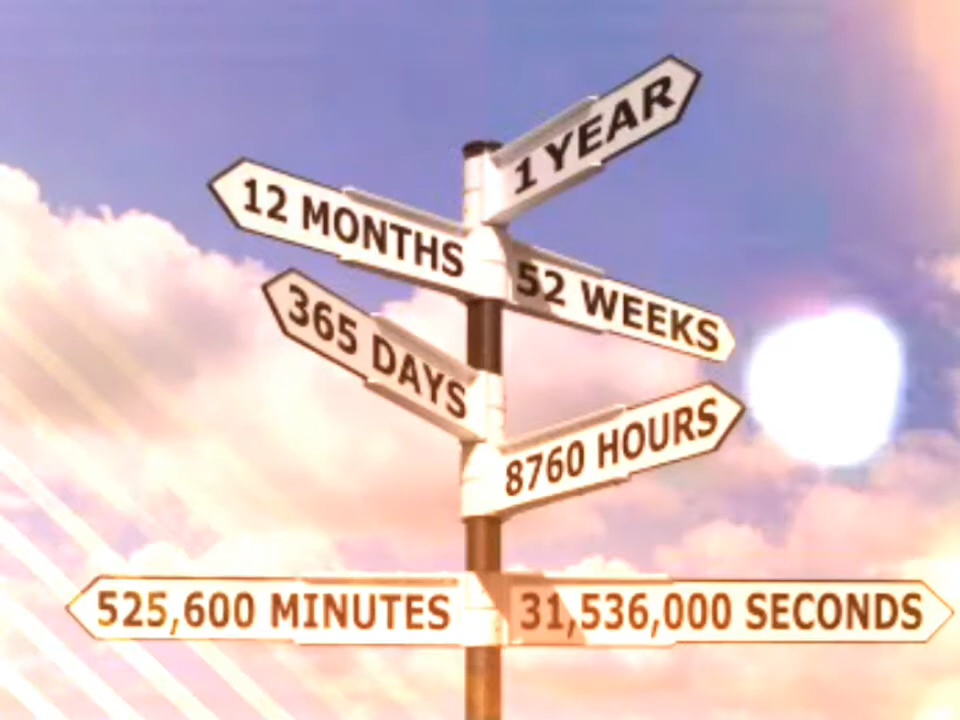 1 YEAR
12 MONTHS
52 WEEKS
365 DAYS
8760 HOURS
525,600 MINUTES
31,536,000 SECONDS